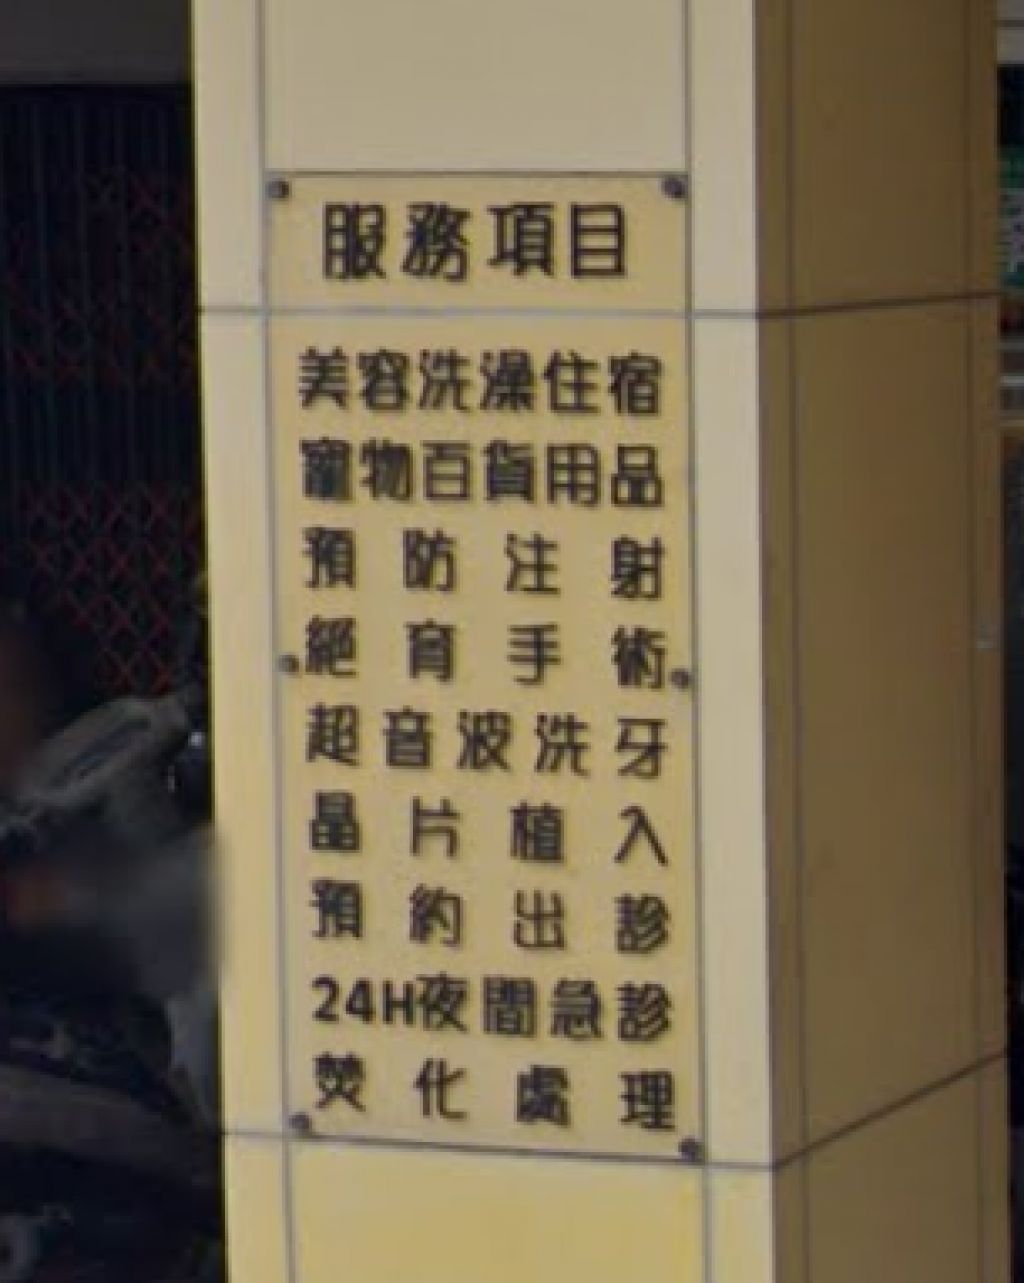 服務項目
美容洗澡住宿
寵物百貨用品
預防注射
絕育手術
超音波洗牙
晶片植入
預約出診
24H夜間急診
焚化處理